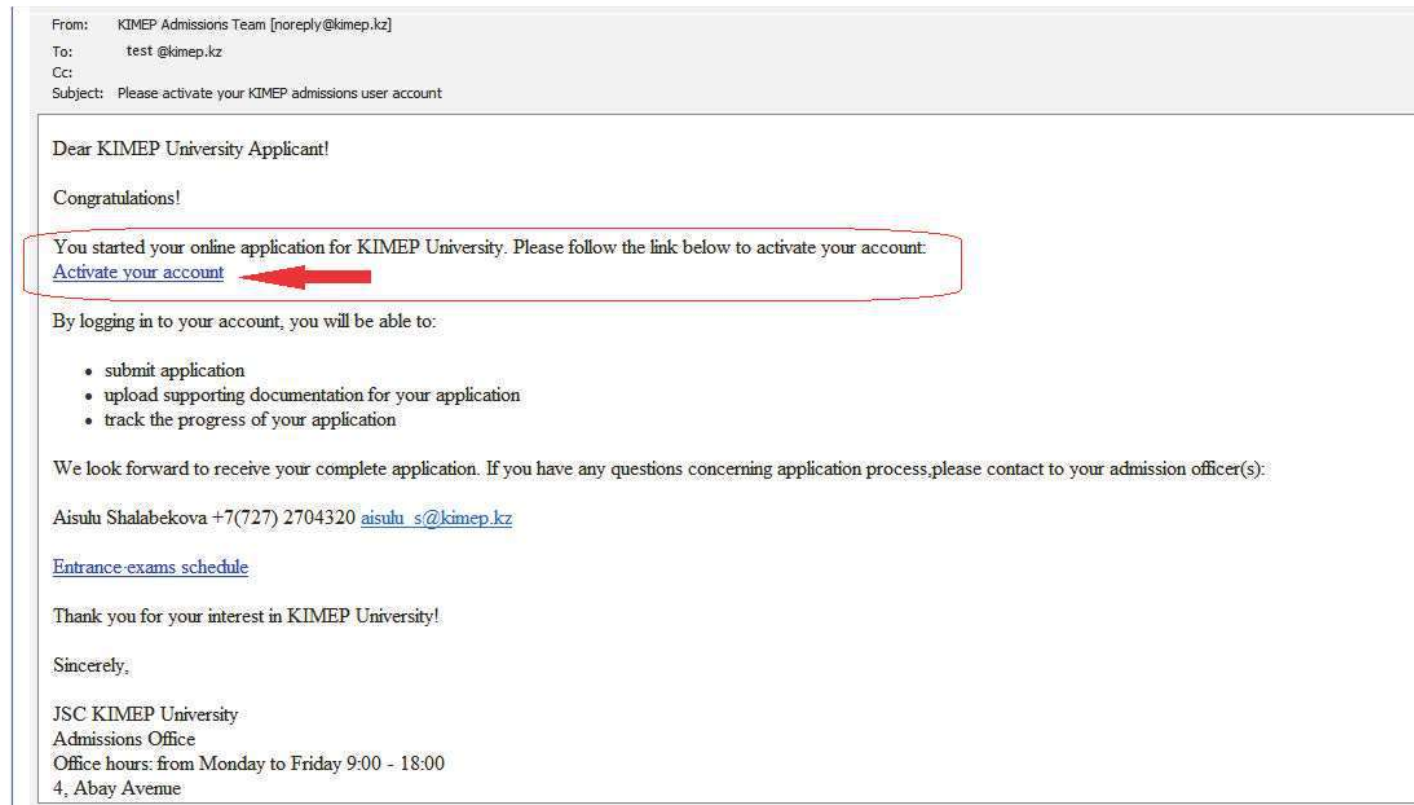 From: KIMEP Admissions Team [noreply@kimep.kz]
To: test @kimep.kz
Cc:
Subject: Please activate your KIMEP admissions user account
Dear KIMEP University Applicant!
Congratulations!
You started your online application for KIMEP University. Please follow the link below to activate your account:
Activate your account
By logging in to your account, you will be able to:
• submit application
• upload supporting documentation for your application
• track the progress of your application
We look forward to receive your complete application. If you have any questions concerning application process,please contact to your admission officer(s):
Aisulu Shalabekova +7(727) 2704320 aisulu_s@kimep.kz
Entrance exams schedule
Thank you for your interest in KIMEP University!
Sincerely,
JSC KIMEP University
Admissions Office
Office hours: from Monday to Friday 9:00 - 18:00
4, Abay Avenue